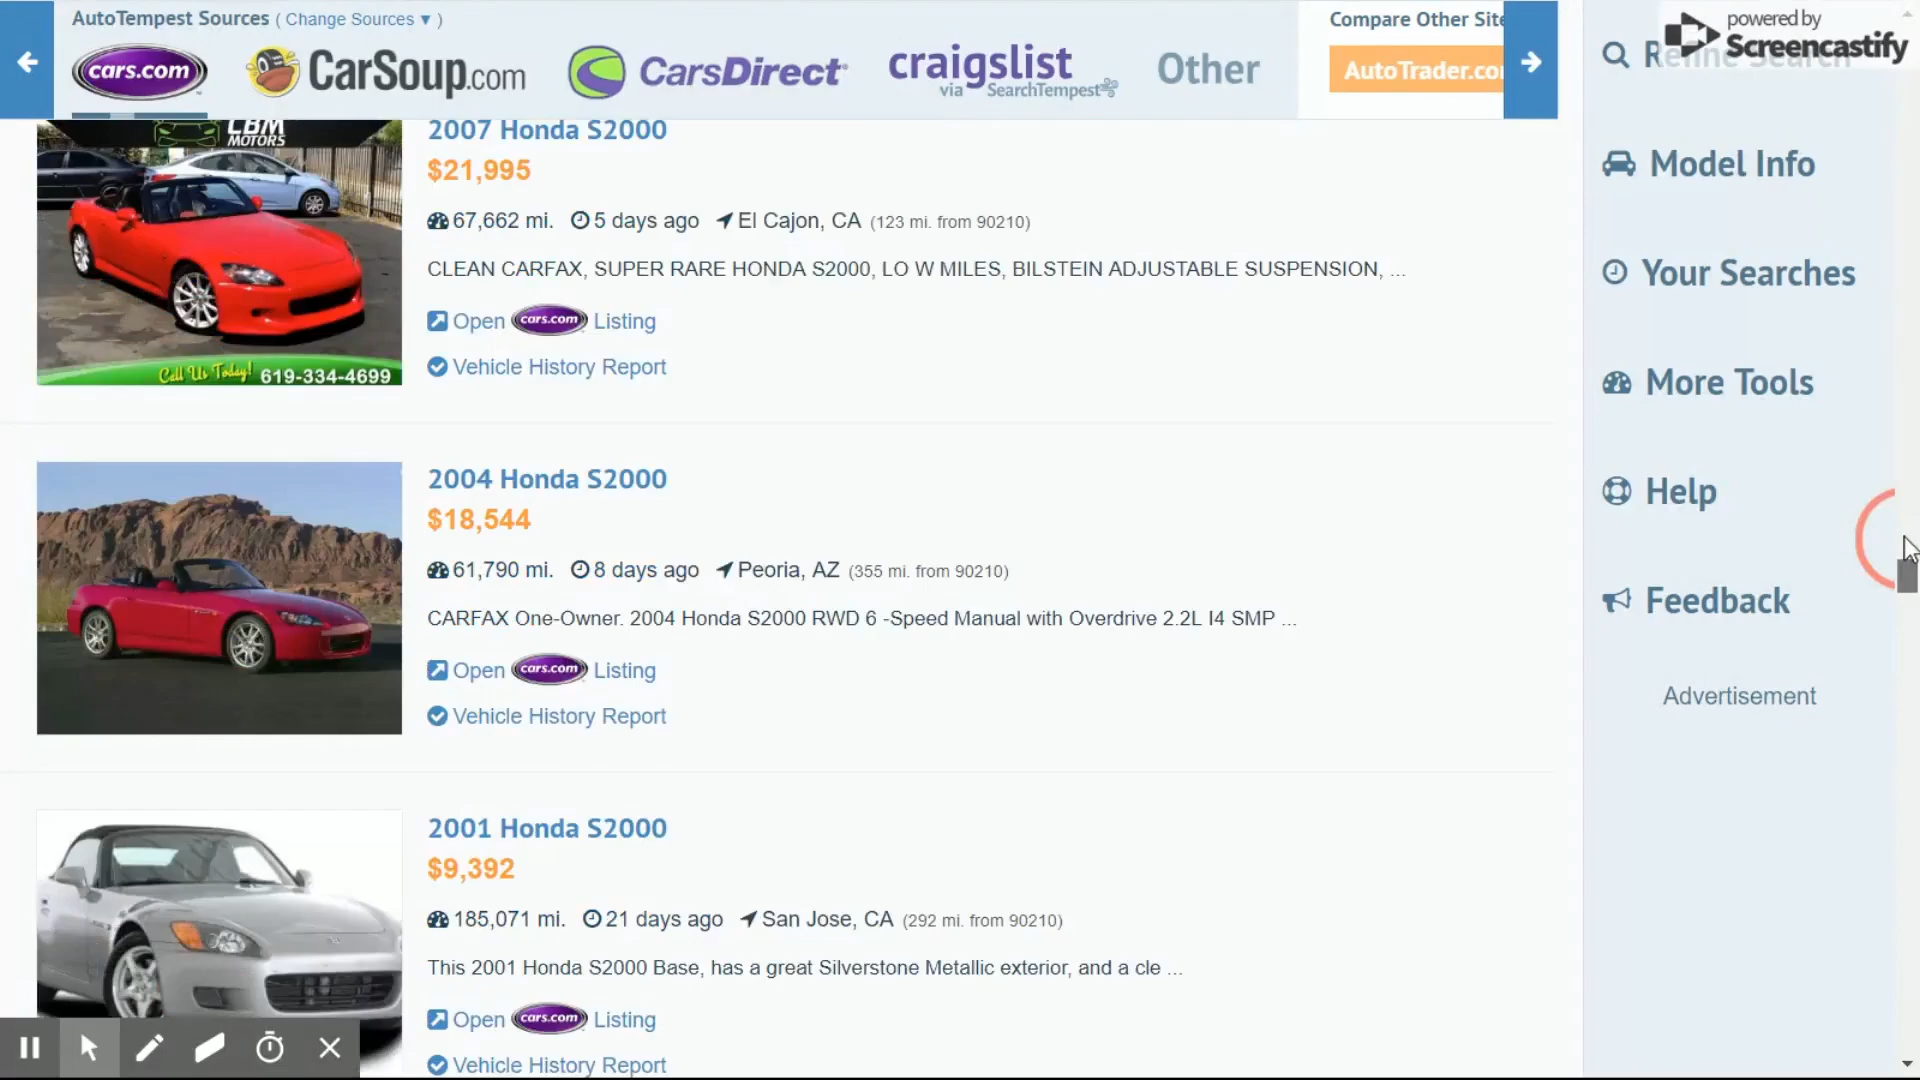 AutoTempest Sources ( Change Sources ▼ )
Compare Other Site
cars.com
CarSoup.com
CarsDirect
craigslist
via SearchTempest
Other
AutoTrader.co
powered by
Screencastify
Refine Search
LBM
MOTORS
Call Us Today! 619-334-4699
2007 Honda S2000
$21,995
67,662 mi. 5 days ago El Cajon, CA (123 mi. from 90210)
CLEAN CARFAX, SUPER RARE HONDA S2000, LO W MILES, BILSTEIN ADJUSTABLE SUSPENSION, ...
Open cars.com Listing
Vehicle History Report
2004 Honda S2000
$18,544
61,790 mi. 8 days ago Peoria, AZ (355 mi. from 90210)
CARFAX One-Owner. 2004 Honda S2000 RWD 6 -Speed Manual with Overdrive 2.2L I4 SMP ...
Open cars.com Listing
Vehicle History Report
2001 Honda S2000
$9,392
185,071 mi. 21 days ago San Jose, CA (292 mi. from 90210)
This 2001 Honda S2000 Base, has a great Silverstone Metallic exterior, and a cle ...
Open cars.com Listing
Vehicle History Report
Model Info
Your Searches
More Tools
Help
Feedback
Advertisement